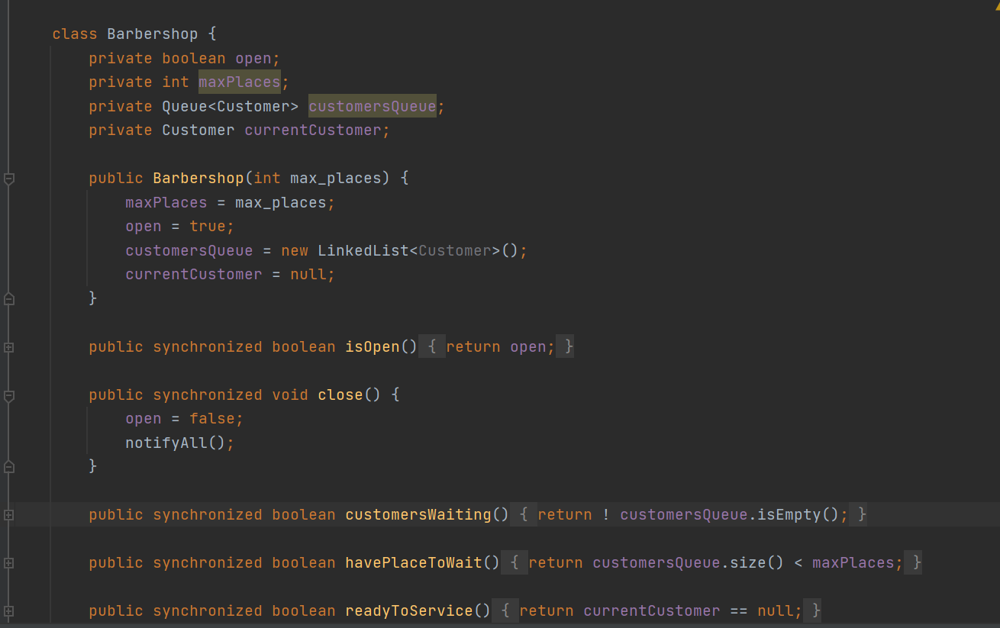 class Barbershop {
private boolean open;
private int maxPlaces;
private Queue<Customer> customersQueue;
private Customer currentCustomer;
public Barbershop(int max_places) {
maxPlaces = max_places;
open = true;
customersQueue = new LinkedList<Customer>();
currentCustomer = null;
}
public synchronized boolean isOpen() { return open; }
public synchronized void close() {
open = false;
notifyAll();
}
public synchronized boolean customersWaiting() { return ! customersQueue.isEmpty(); }
public synchronized boolean havePlaceToWait() { return customersQueue.size() < maxPlaces; }
public synchronized boolean readyToService() { return currentCustomer == null; }